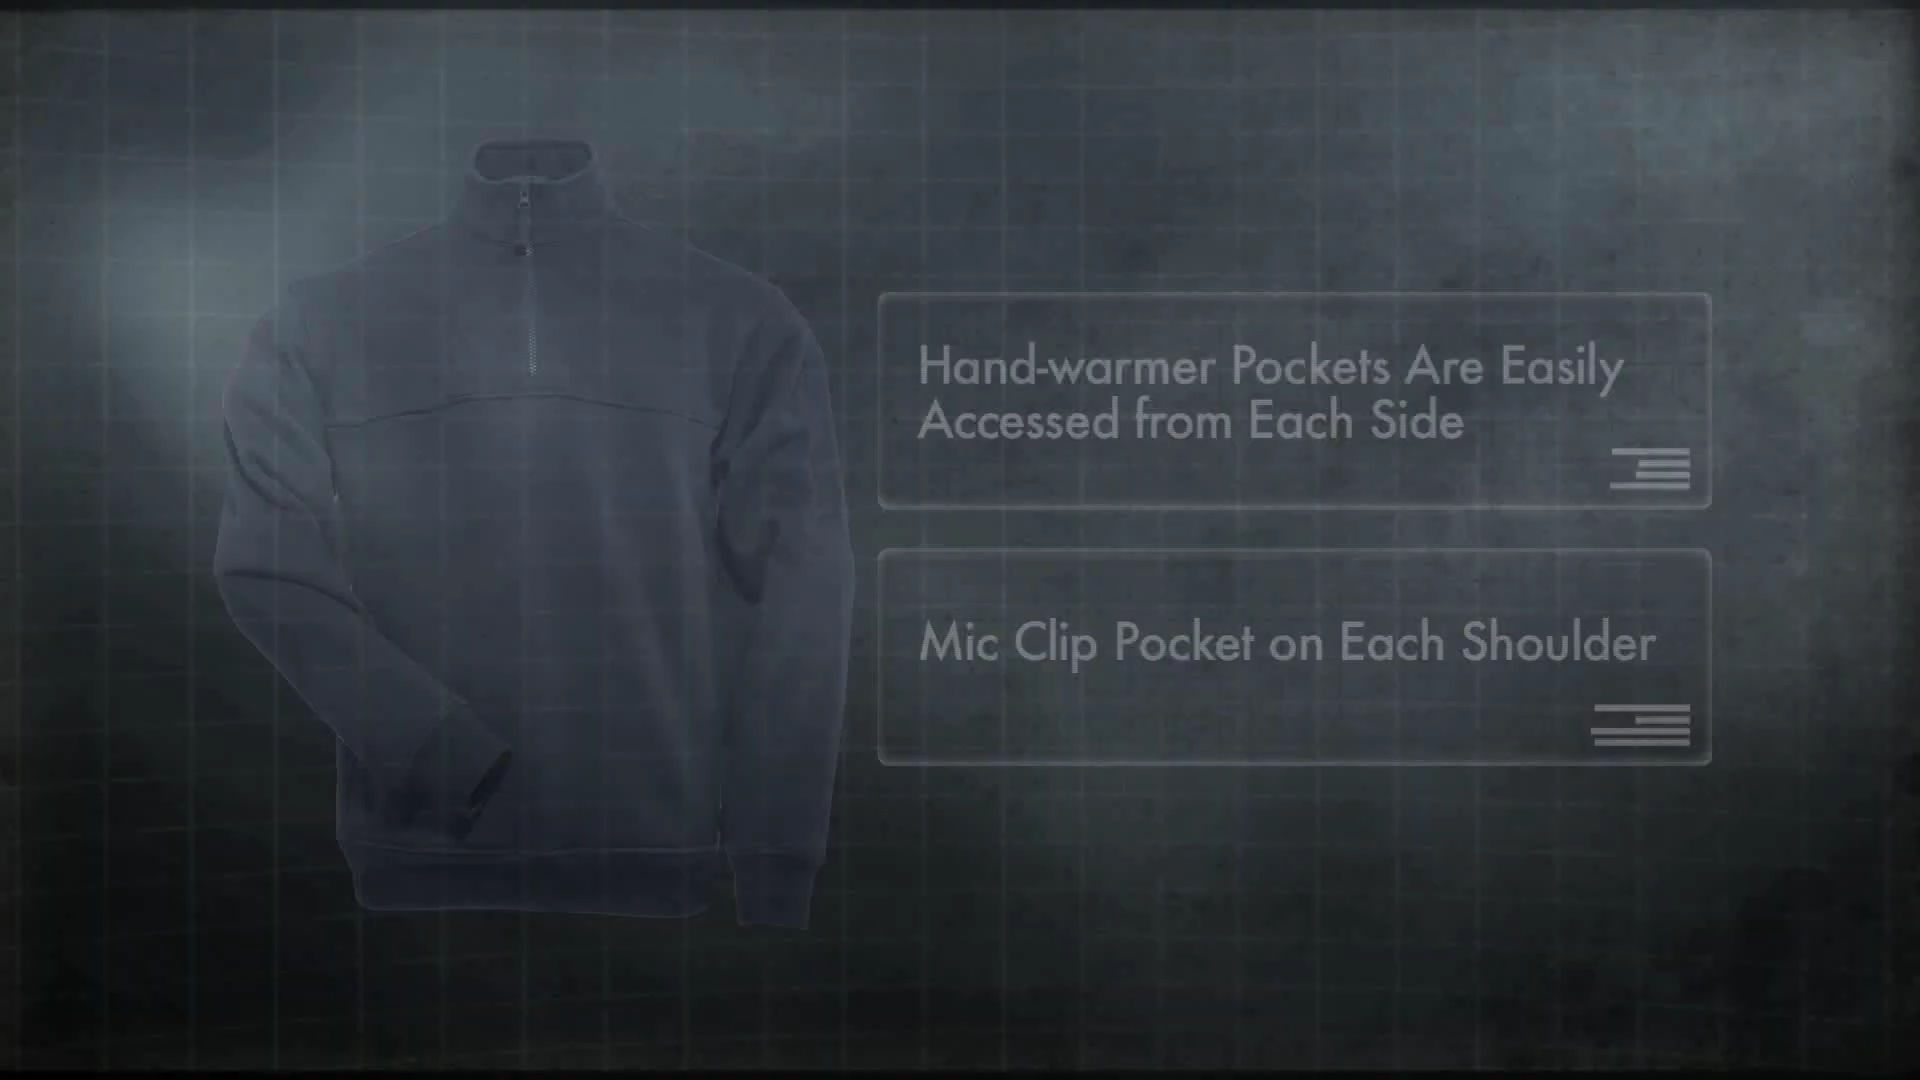 Hand-warmer Pockets Are Easily
Accessed from Each Side
Mic Clip Pocket on Each Shoulder